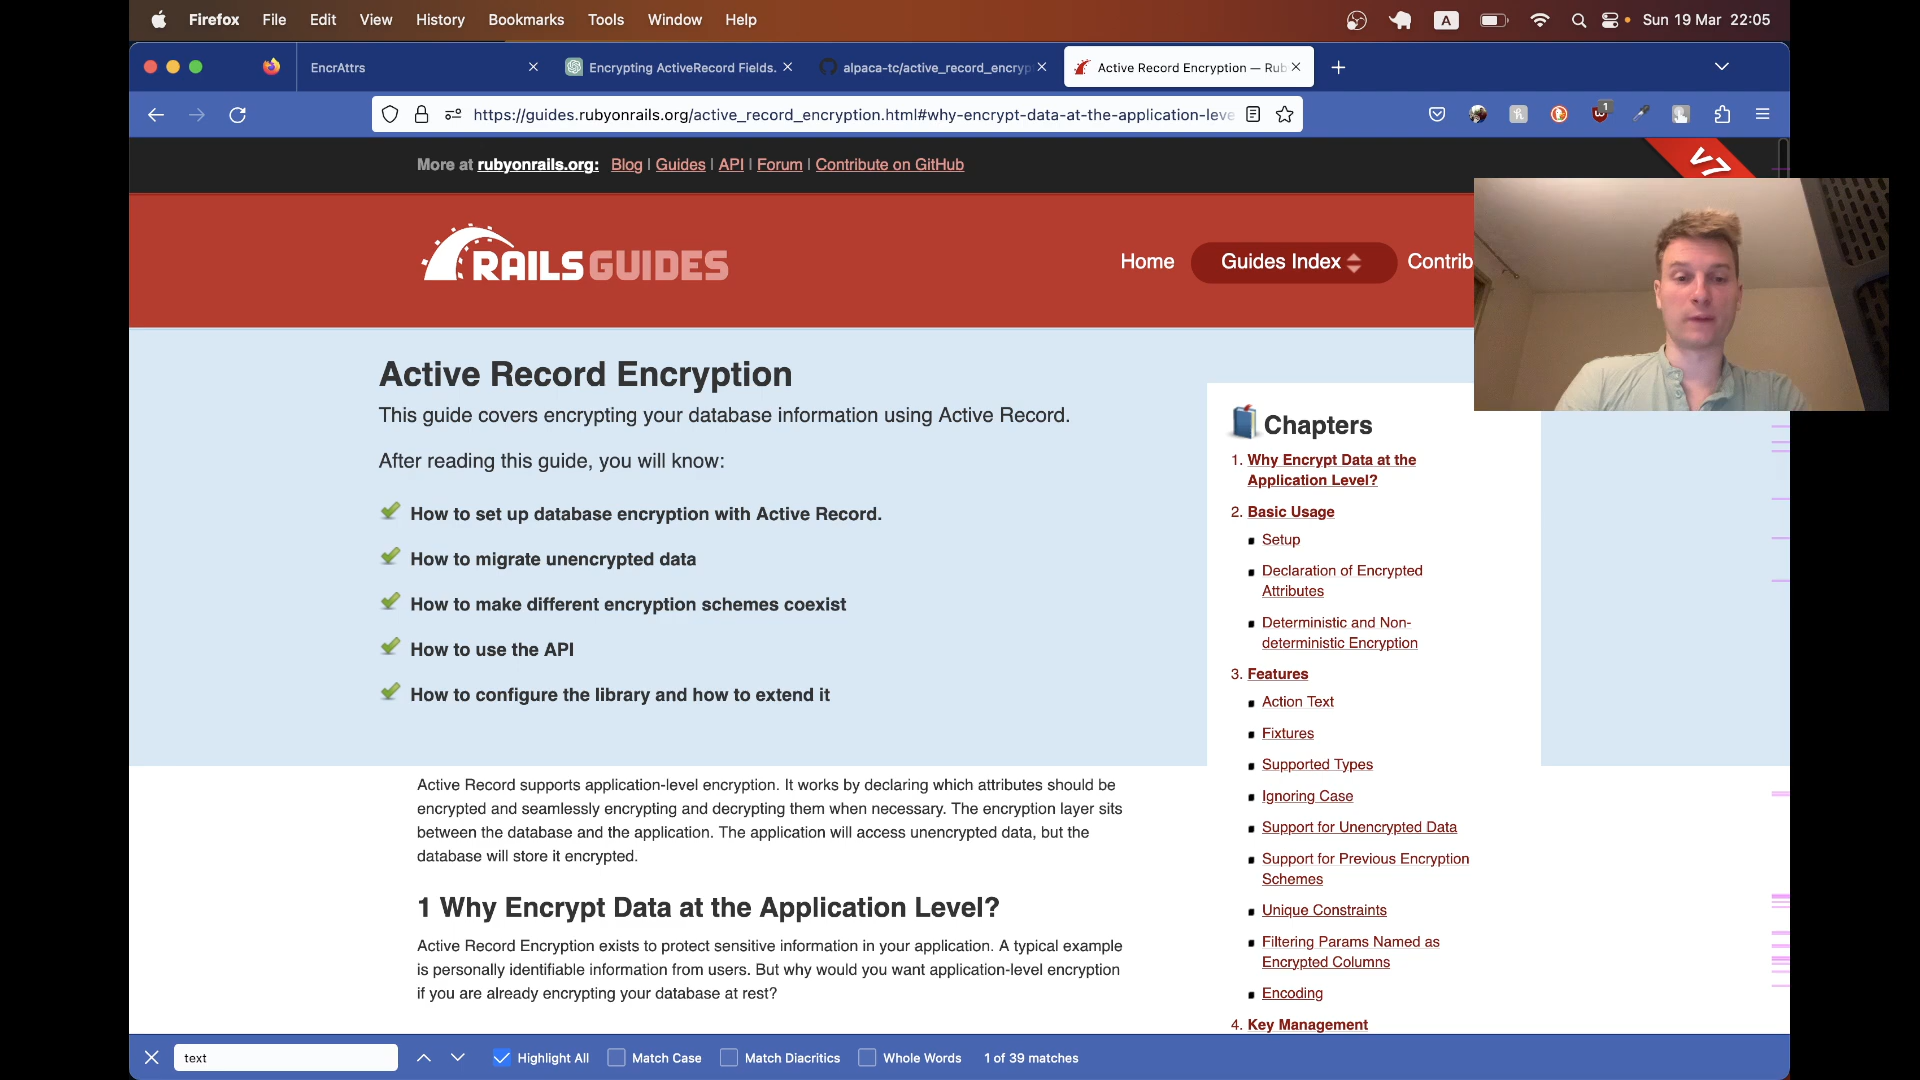 Firefox File Edit View History Bookmarks Tools Window Help A Sun 19 Mar 22:05
EncrAttrs Encrypting ActiveRecord Fields. alpaca-tc/active_record_encryp Active Record Encryption — Rub
https://guides.rubyonrails.org/active_record_encryption.html#why-encrypt-data-at-the-application-leve 1
More at rubyonrails.org: Blog | Guides | API | Forum | Contribute on GitHub
V7
RAILSGUIDES
Home Guides Index Contrib
Active Record Encryption
This guide covers encrypting your database information using Active Record.
After reading this guide, you will know:
How to set up database encryption with Active Record.
How to migrate unencrypted data
How to make different encryption schemes coexist
How to use the API
How to configure the library and how to extend it
Chapters
1. Why Encrypt Data at the
Application Level?
2. Basic Usage
Setup
Declaration of Encrypted
Attributes
Deterministic and Non-
deterministic Encryption
3. Features
Action Text
Fixtures
Supported Types
Ignoring Case
Support for Unencrypted Data
Support for Previous Encryption
Schemes
Unique Constraints
Filtering Params Named as
Encrypted Columns
Encoding
4. Key Management
Active Record supports application-level encryption. It works by declaring which attributes should be
encrypted and seamlessly encrypting and decrypting them when necessary. The encryption layer sits
between the database and the application. The application will access unencrypted data, but the
database will store it encrypted.
1 Why Encrypt Data at the Application Level?
Active Record Encryption exists to protect sensitive information in your application. A typical example
is personally identifiable information from users. But why would you want application-level encryption
if you are already encrypting your database at rest?
text Highlight All Match Case Match Diacritics Whole Words 1 of 39 matches